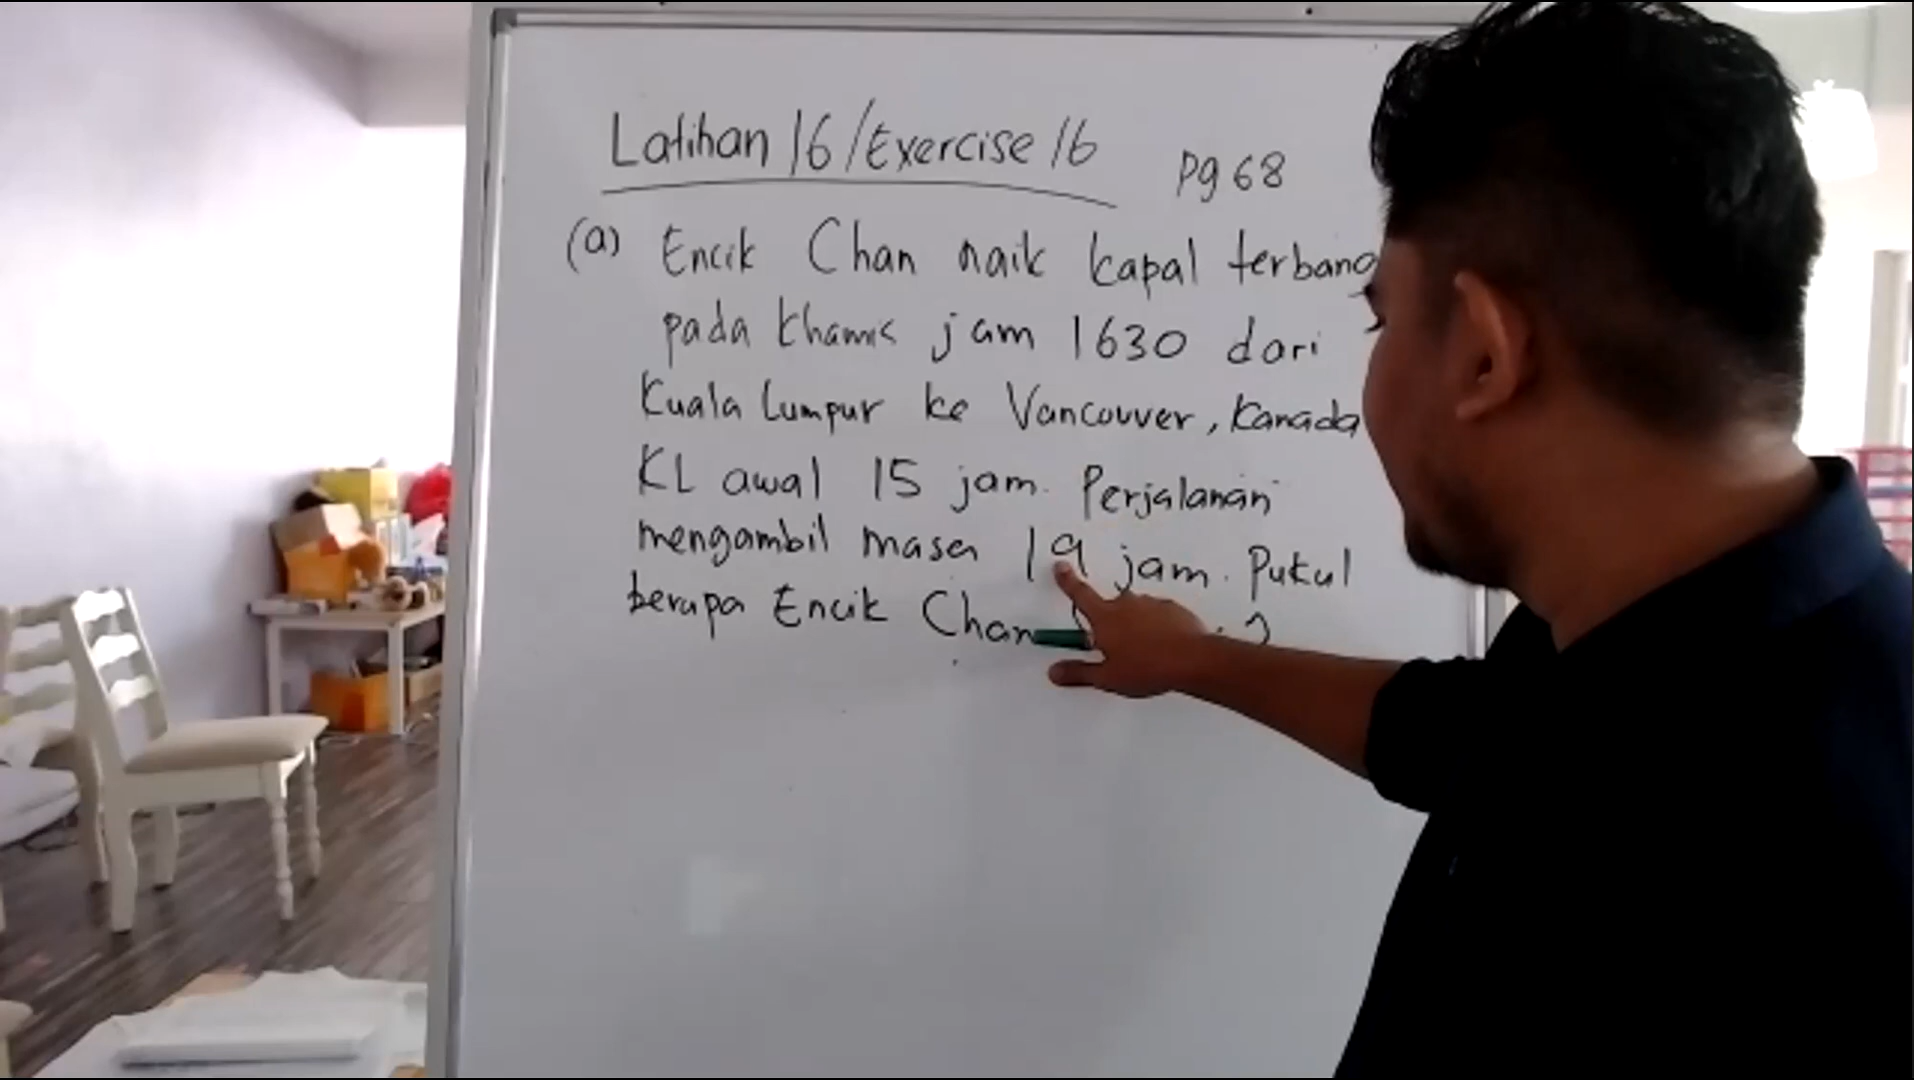 Latihan 16/Exercise 16
pg 68
(a) Encik Chan naik kapal terbang
pada khamis jam 1630 dari
Kuala Lumpur ke Vancouver, Kanada
KL awal 15 jam. Perjalanan
mengambil masa 19 jam. Pukul
berapa Encik Chan ?